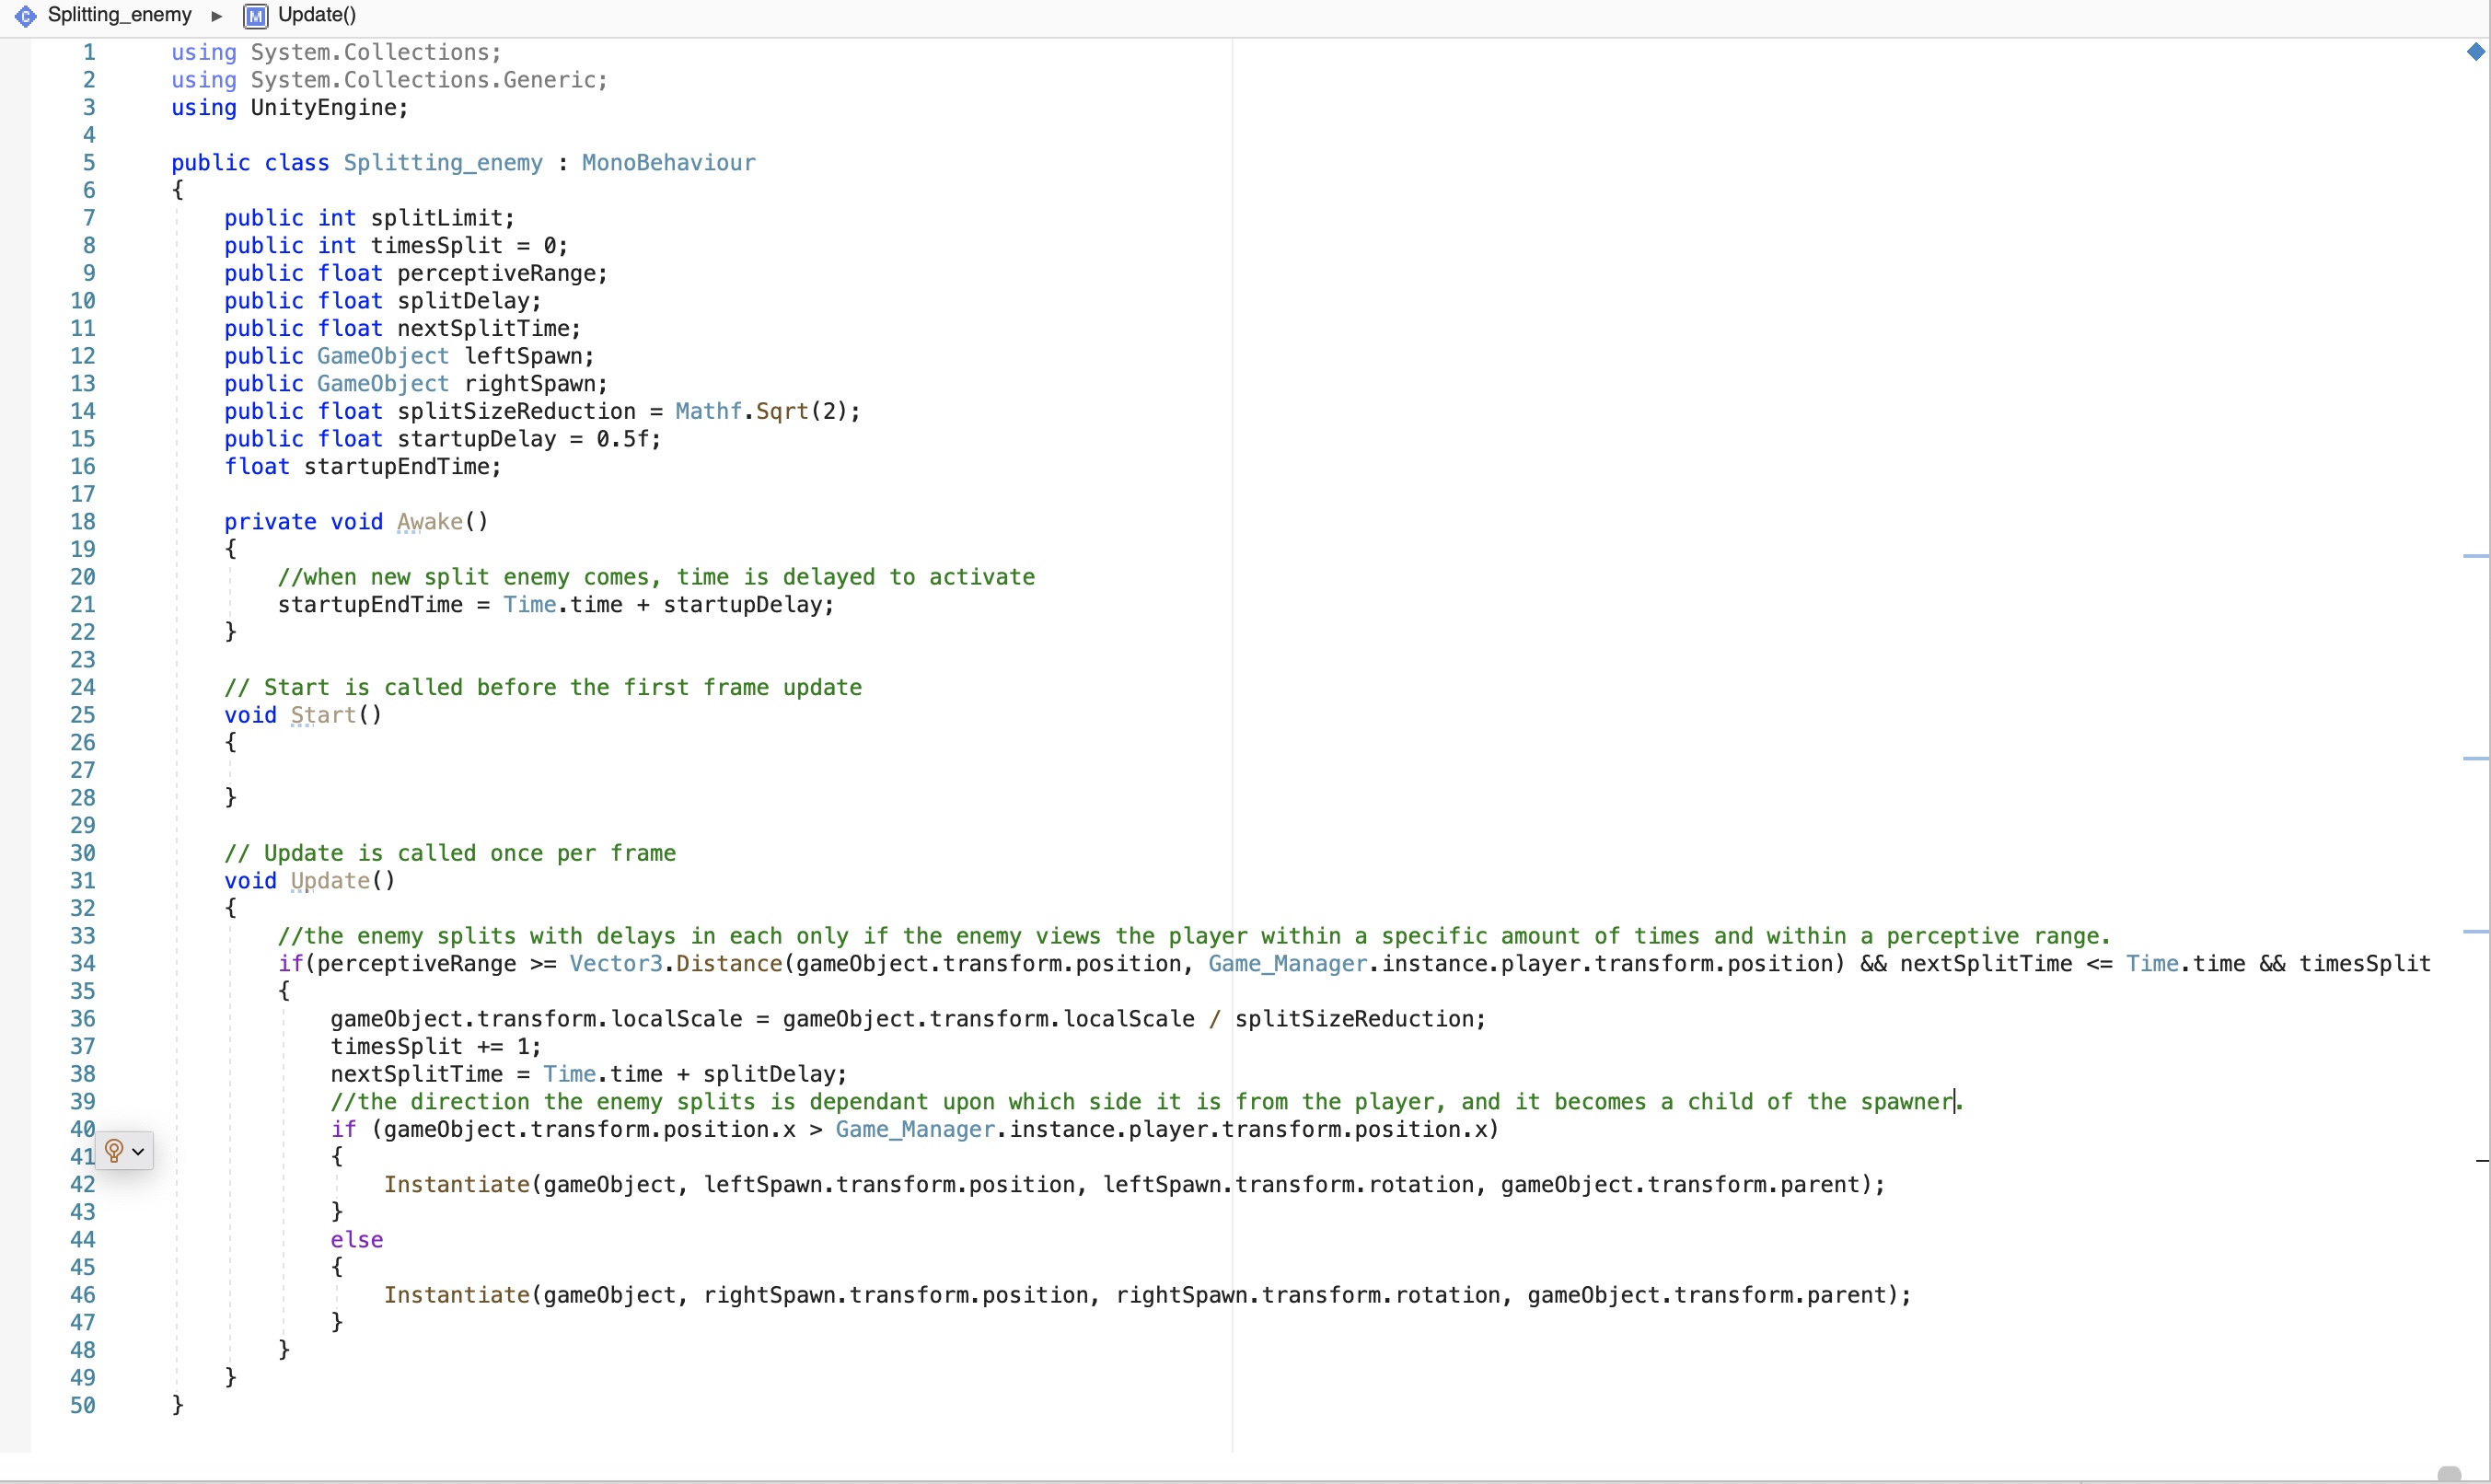 Splitting_enemy ▸ M Update()
1 using System.Collections;
2 using System.Collections.Generic;
3 using UnityEngine;
4
5 public class Splitting_enemy : MonoBehaviour
6 {
7 public int splitLimit;
8 public int timesSplit = 0;
9 public float perceptiveRange;
10 public float splitDelay;
11 public float nextSplitTime;
12 public GameObject leftSpawn;
13 public GameObject rightSpawn;
14 public float splitSizeReduction = Mathf.Sqrt(2);
15 public float startupDelay = 0.5f;
16 float startupEndTime;
17
18 private void Awake()
19 {
20 //when new split enemy comes, time is delayed to activate
21 startupEndTime = Time.time + startupDelay;
22 }
23
24 // Start is called before the first frame update
25 void Start()
26 {
27
28 }
29
30 // Update is called once per frame
31 void Update()
32 {
33 //the enemy splits with delays in each only if the enemy views the player within a specific amount of times and within a perceptive range.
34 if(perceptiveRange >= Vector3.Distance(gameObject.transform.position, Game_Manager.instance.player.transform.position) && nextSplitTime <= Time.time && timesSplit
35 {
36 gameObject.transform.localScale = gameObject.transform.localScale / splitSizeReduction;
37 timesSplit += 1;
38 nextSplitTime = Time.time + splitDelay;
39 //the direction the enemy splits is dependant upon which side it is from the player, and it becomes a child of the spawner.
40 if (gameObject.transform.position.x > Game_Manager.instance.player.transform.position.x)
41 {
42 Instantiate(gameObject, leftSpawn.transform.position, leftSpawn.transform.rotation, gameObject.transform.parent);
43 }
44 else
45 {
46 Instantiate(gameObject, rightSpawn.transform.position, rightSpawn.transform.rotation, gameObject.transform.parent);
47 }
48 }
49 }
50 }